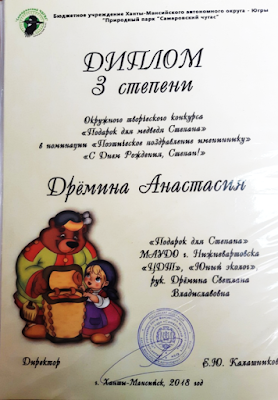 Бюджетное учреждение Ханты-Мансийского автономного округа - Югры
"Природный парк "Самаровский чугас"
ДИПЛОМ
3 степени
Окружного творческого конкурса
«Подарок для медведя Степана»
в номинации «Поэтическое поздравление имениннику»
«С Днем Рождения, Степан!»
Дрёмина Анастасия
«Подарок для Степана»
МАУДО г. Нижневартовска
«ЦДТ», «Юный эколог»
рук. Дрёмина Светлана
Владиславовна
Директор
Е.Ю. Калашников
г. Ханты-Мансийск, 2018 год